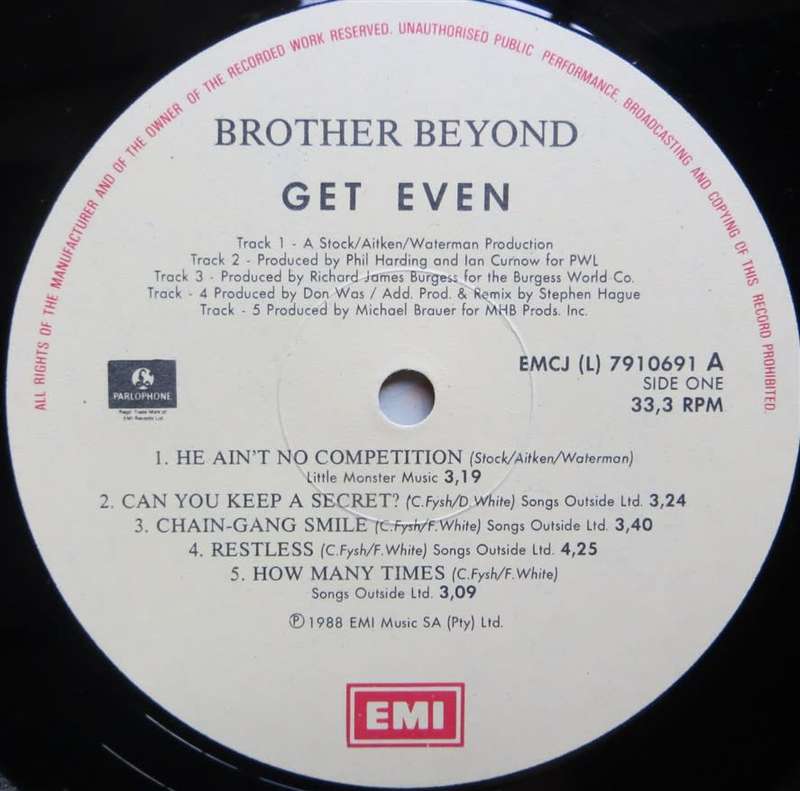 ALL RIGHTS OF THE MANUFACTURER AND OF THE OWNER OF THE RECORDED WORK RESERVED. UNAUTHORISED PUBLIC PERFORMANCE, BROADCASTING AND COPYING OF THIS RECORD PROHIBITED.
BROTHER BEYOND
GET EVEN
Track 1 - A Stock/Aitken/Waterman Production
Track 2 - Produced by Phil Harding and Ian Curnow for PWL
Track 3 - Produced by Richard James Burgess for the Burgess World Co.
Track - 4 Produced by Don Was / Add. Prod. & Remix by Stephen Hague
Track - 5 Produced by Michael Brauer for MHB Prods. Inc.
PARLOPHONE
Regd. Trade Mark of
EMI Records Ltd.
EMCJ (L) 7910691 A
SIDE ONE
33,3 RPM
1. HE AIN'T NO COMPETITION (Stock/Aitken/Waterman)
Little Monster Music 3,19
2. CAN YOU KEEP A SECRET? (C.Fysh/D.White) Songs Outside Ltd. 3,24
3. CHAIN-GANG SMILE (C.Fysh/F.White) Songs Outside Ltd. 3,40
4. RESTLESS (C.Fysh/F.White) Songs Outside Ltd. 4,25
5. HOW MANY TIMES (C.Fysh/F.White)
Songs Outside Ltd. 3,09
Ⓟ 1988 EMI Music SA (Pty) Ltd.
EMI